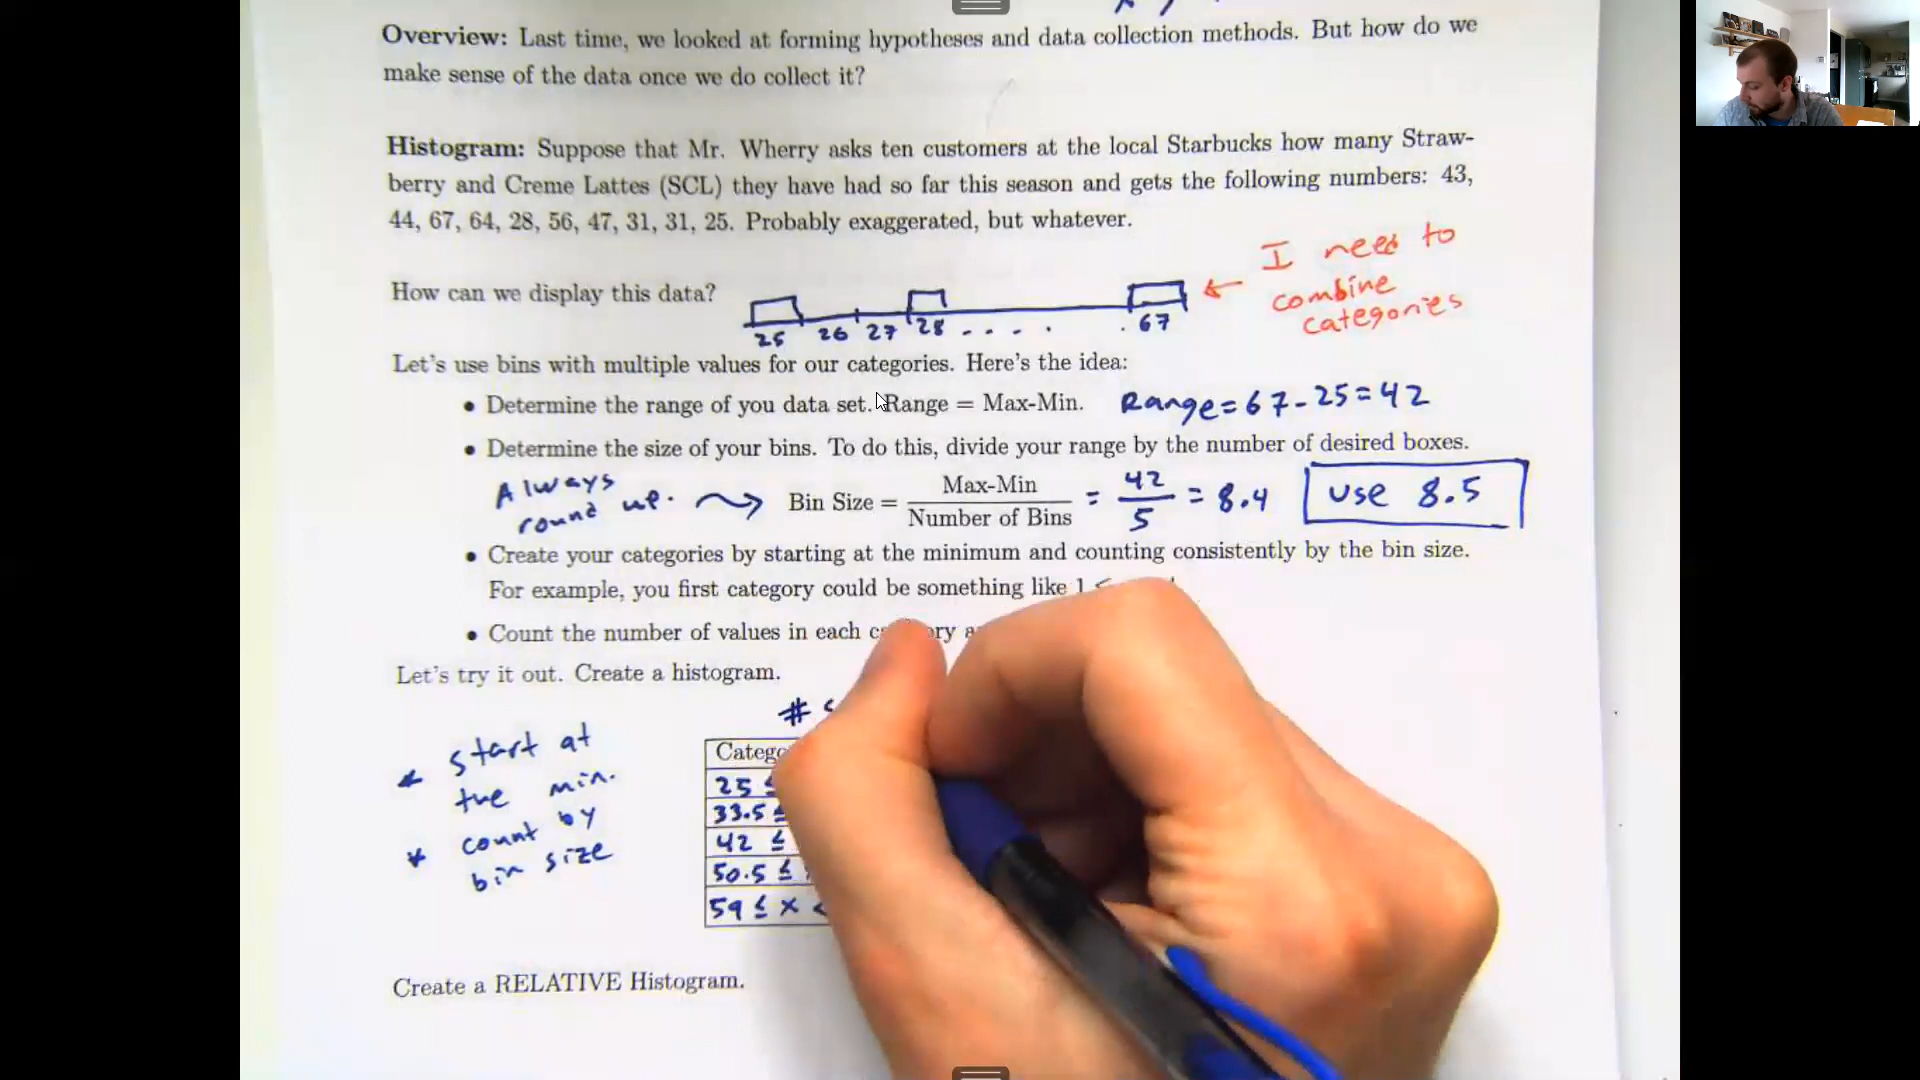 Overview: Last time, we looked at forming hypotheses and data collection methods. But how do we
make sense of the data once we do collect it?
Histogram: Suppose that Mr. Wherry asks ten customers at the local Starbucks how many Straw-
berry and Creme Lattes (SCL) they have had so far this season and gets the following numbers: 43,
44, 67, 64, 28, 56, 47, 31, 31, 25. Probably exaggerated, but whatever.
I need to
combine
categories
How can we display this data?
25 26 27 28 . . . . . 67
Let's use bins with multiple values for our categories. Here's the idea:
• Determine the range of you data set. Range = Max-Min. Range = 67 - 25 = 42
• Determine the size of your bins. To do this, divide your range by the number of desired boxes.
Always
round up.
Bin Size = Max-Min / Number of Bins = 42 / 5 = 8.4 use 8.5
• Create your categories by starting at the minimum and counting consistently by the bin size.
For example, you first category could be something like 1 ≤
• Count the number of values in each
Let's try it out. Create a histogram.
* start at
the min.
* count by
bin size
#
25 ≤
33.5 ≤
42 ≤
50.5 ≤
59 ≤ x <
Create a RELATIVE Histogram.